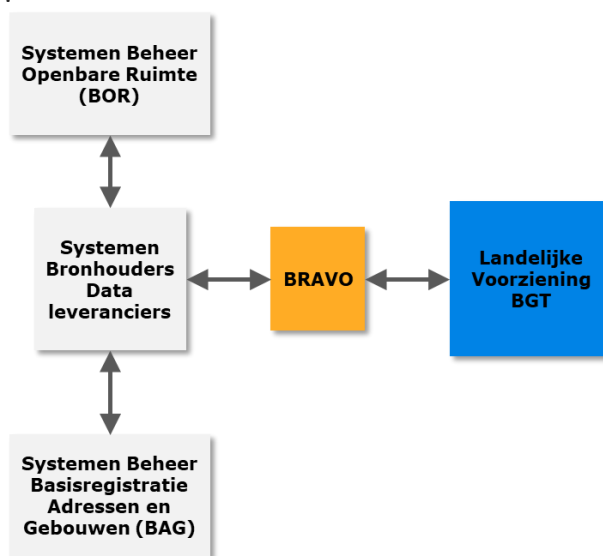 Systemen Beheer
Openbare Ruimte
(BOR)
Systemen
Bronhouders
Data
leveranciers
BRAVO
Landelijke
Voorziening
BGT
Systemen Beheer
Basisregistratie
Adressen en
Gebouwen (BAG)